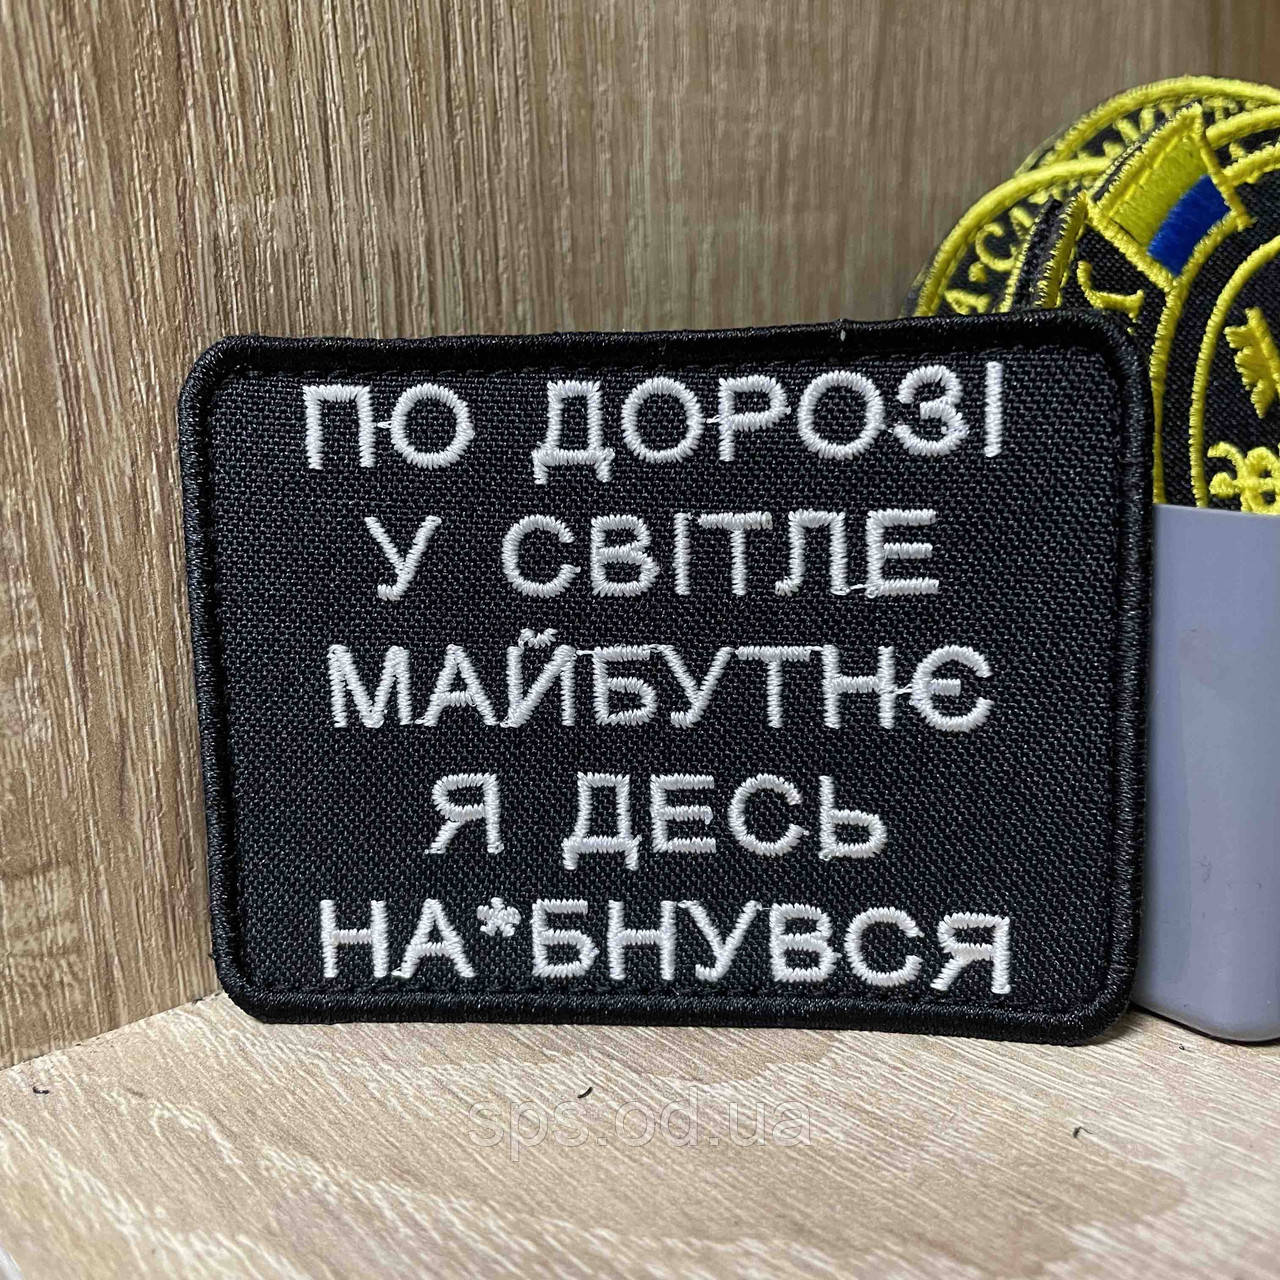 ПО ДОРОЗІ
У СВІТЛЕ
МАЙБУТНЄ
Я ДЕСЬ
НА*БНУВСЯ
sps.od.ua